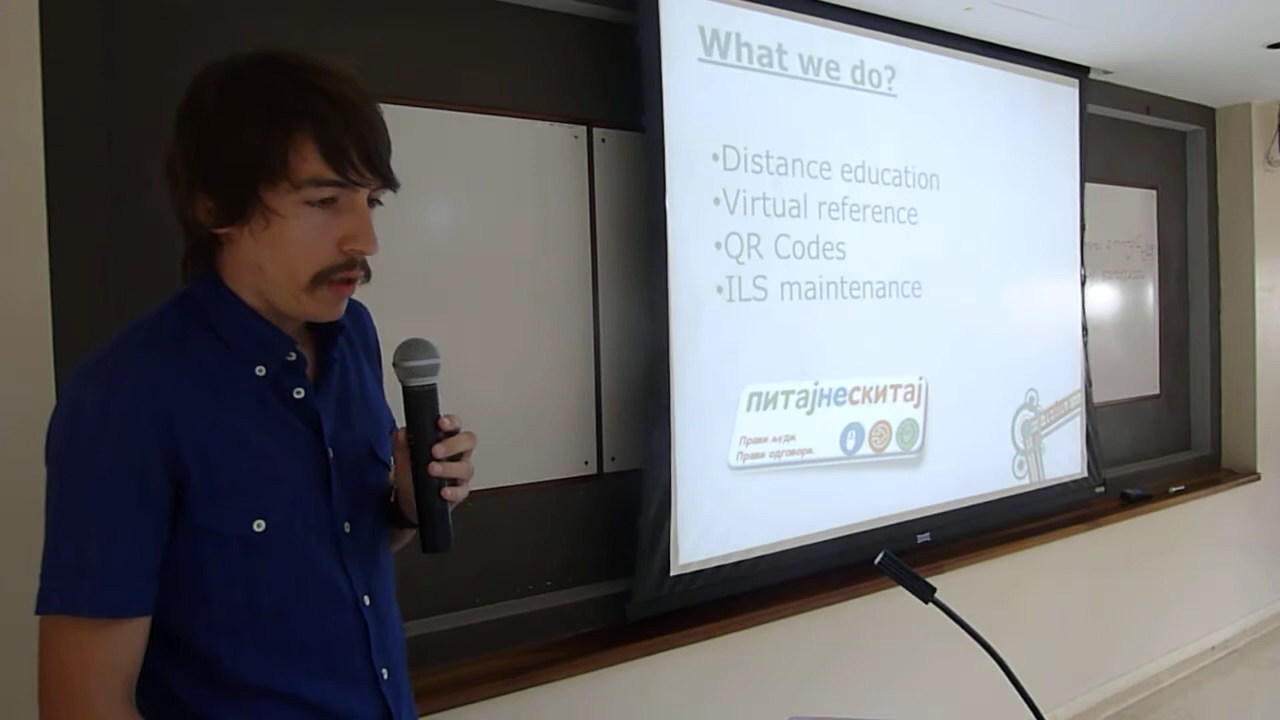 What we do?
•Distance education
•Virtual reference
•QR Codes
•ILS maintenance
питајнескитај
Прави људи.
Прави одговори.